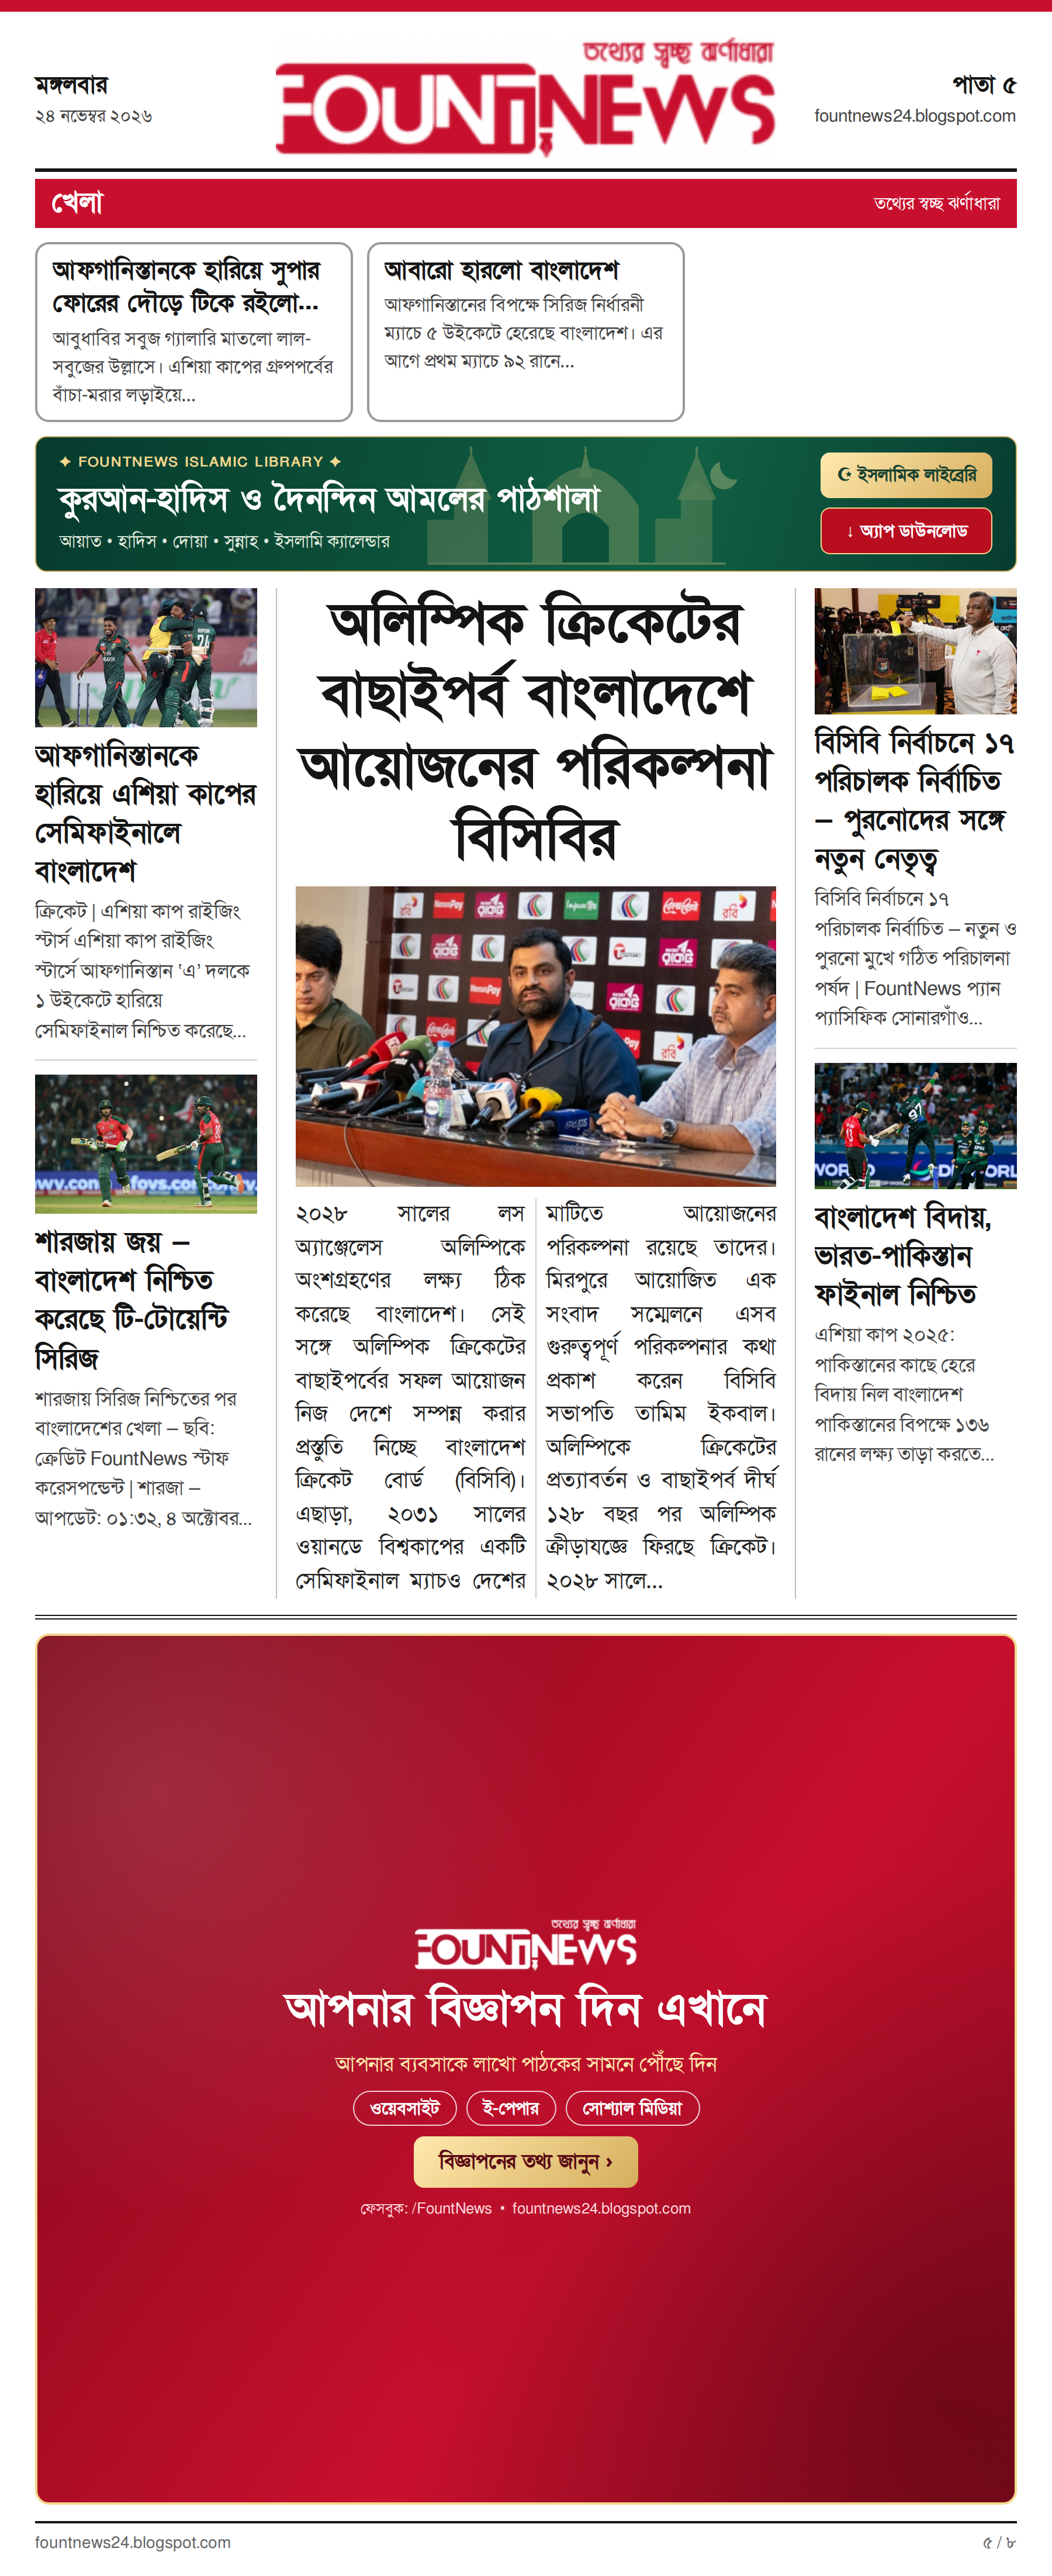 মঙ্গলবার
২৪ নভেম্বর ২০২৬
তথ্যের স্বচ্ছ ঝর্ণাধারা
FOUNTNEWS
পাতা ৫
fountnews24.blogspot.com
খেলা
তথ্যের স্বচ্ছ ঝর্ণাধারা
আফগানিস্তানকে হারিয়ে সুপার
ফোরের দৌড়ে টিকে রইলো...
আবুধাবির সবুজ গ্যালারি মাতলো লাল-
সবুজের উল্লাসে। এশিয়া কাপের গ্রুপপর্বের
বাঁচা-মরার লড়াইয়ে...
আবারো হারলো বাংলাদেশ
আফগানিস্তানের বিপক্ষে সিরিজ নির্ধারনী
ম্যাচে ৫ উইকেটে হেরেছে বাংলাদেশ। এর
আগে প্রথম ম্যাচে ৯২ রানে...
✦ FOUNTNEWS ISLAMIC LIBRARY ✦
কুরআন-হাদিস ও দৈনন্দিন আমলের পাঠশালা
আয়াত • হাদিস • দোয়া • সুন্নাহ • ইসলামি ক্যালেন্ডার
☪ ইসলামিক লাইব্রেরি
↓ অ্যাপ ডাউনলোড
আফগানিস্তানকে
হারিয়ে এশিয়া কাপের
সেমিফাইনালে
বাংলাদেশ
ক্রিকেট | এশিয়া কাপ রাইজিং
স্টার্স এশিয়া কাপ রাইজিং
স্টার্সে আফগানিস্তান ‘এ’ দলকে
১ উইকেটে হারিয়ে
সেমিফাইনাল নিশ্চিত করেছে...
শারজায় জয় –
বাংলাদেশ নিশ্চিত
করেছে টি-টোয়েন্টি
সিরিজ
শারজায় সিরিজ নিশ্চিতের পর
বাংলাদেশের খেলা – ছবি:
ক্রেডিট FountNews স্টাফ
করেসপন্ডেন্ট | শারজা –
আপডেট: ০১:৩২, ৪ অক্টোবর...
অলিম্পিক ক্রিকেটের
বাছাইপর্ব বাংলাদেশে
আয়োজনের পরিকল্পনা
বিসিবির
২০২৮ সালের লস
অ্যাঞ্জেলেস অলিম্পিকে
অংশগ্রহণের লক্ষ্য ঠিক
করেছে বাংলাদেশ। সেই
সঙ্গে অলিম্পিক ক্রিকেটের
বাছাইপর্বের সফল আয়োজন
নিজ দেশে সম্পন্ন করার
প্রস্তুতি নিচ্ছে বাংলাদেশ
ক্রিকেট বোর্ড (বিসিবি)।
এছাড়া, ২০৩১ সালের
ওয়ানডে বিশ্বকাপের একটি
সেমিফাইনাল ম্যাচও দেশের
মাটিতে আয়োজনের
পরিকল্পনা রয়েছে তাদের।
মিরপুরে আয়োজিত এক
সংবাদ সম্মেলনে এসব
গুরুত্বপূর্ণ পরিকল্পনার কথা
প্রকাশ করেন বিসিবি
সভাপতি তামিম ইকবাল।
অলিম্পিকে ক্রিকেটের
প্রত্যাবর্তন ও বাছাইপর্ব দীর্ঘ
১২৮ বছর পর অলিম্পিক
ক্রীড়াযজ্ঞে ফিরছে ক্রিকেট।
২০২৮ সালে...
বিসিবি নির্বাচনে ১৭
পরিচালক নির্বাচিত
– পুরনোদের সঙ্গে
নতুন নেতৃত্ব
বিসিবি নির্বাচনে ১৭
পরিচালক নির্বাচিত – নতুন ও
পুরনো মুখে গঠিত পরিচালনা
পর্ষদ | FountNews প্যান
প্যাসিফিক সোনারগাঁও...
বাংলাদেশ বিদায়,
ভারত-পাকিস্তান
ফাইনাল নিশ্চিত
এশিয়া কাপ ২০২৫:
পাকিস্তানের কাছে হেরে
বিদায় নিল বাংলাদেশ
পাকিস্তানের বিপক্ষে ১৩৬
রানের লক্ষ্য তাড়া করতে...
তথ্যের স্বচ্ছ ঝর্ণাধারা
FOUNTNEWS
আপনার বিজ্ঞাপন দিন এখানে
আপনার ব্যবসাকে লাখো পাঠকের সামনে পৌঁছে দিন
ওয়েবসাইট
ই-পেপার
সোশ্যাল মিডিয়া
বিজ্ঞাপনের তথ্য জানুন ›
ফেসবুক: /FountNews • fountnews24.blogspot.com
fountnews24.blogspot.com
৫ / ৮